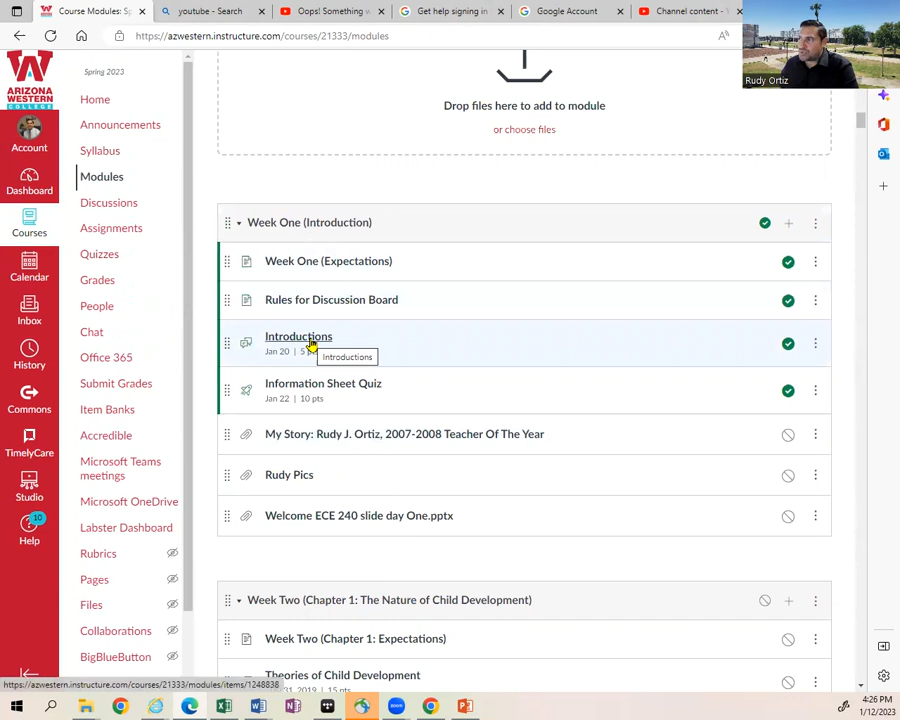 Course Modules: Sp
youtube - Search
Oops! Something w
Get help signing in
Google Account
Channel content - Y
https://azwestern.instructure.com/courses/21333/modules
Rudy Ortiz
ARIZONA
WESTERN
COLLEGE
Account
Dashboard
Courses
Calendar
Inbox
History
Commons
TimelyCare
Studio
10
Help
Spring 2023
Home
Announcements
Syllabus
Modules
Discussions
Assignments
Quizzes
Grades
People
Chat
Office 365
Submit Grades
Item Banks
Accredible
Microsoft Teams
meetings
Microsoft OneDrive
Labster Dashboard
Rubrics
Pages
Files
Collaborations
BigBlueButton
Drop files here to add to module
or choose files
Week One (Introduction)
Week One (Expectations)
Rules for Discussion Board
Introductions
Jan 20 | 5
Introductions
Information Sheet Quiz
Jan 22 | 10 pts
My Story: Rudy J. Ortiz, 2007-2008 Teacher Of The Year
Rudy Pics
Welcome ECE 240 slide day One.pptx
Week Two (Chapter 1: The Nature of Child Development)
Week Two (Chapter 1: Expectations)
Theories of Child Development
31, 2019 | 15 pts
https://azwestern.instructure.com/courses/21333/modules/items/1248838
4:26 PM
1/12/2023